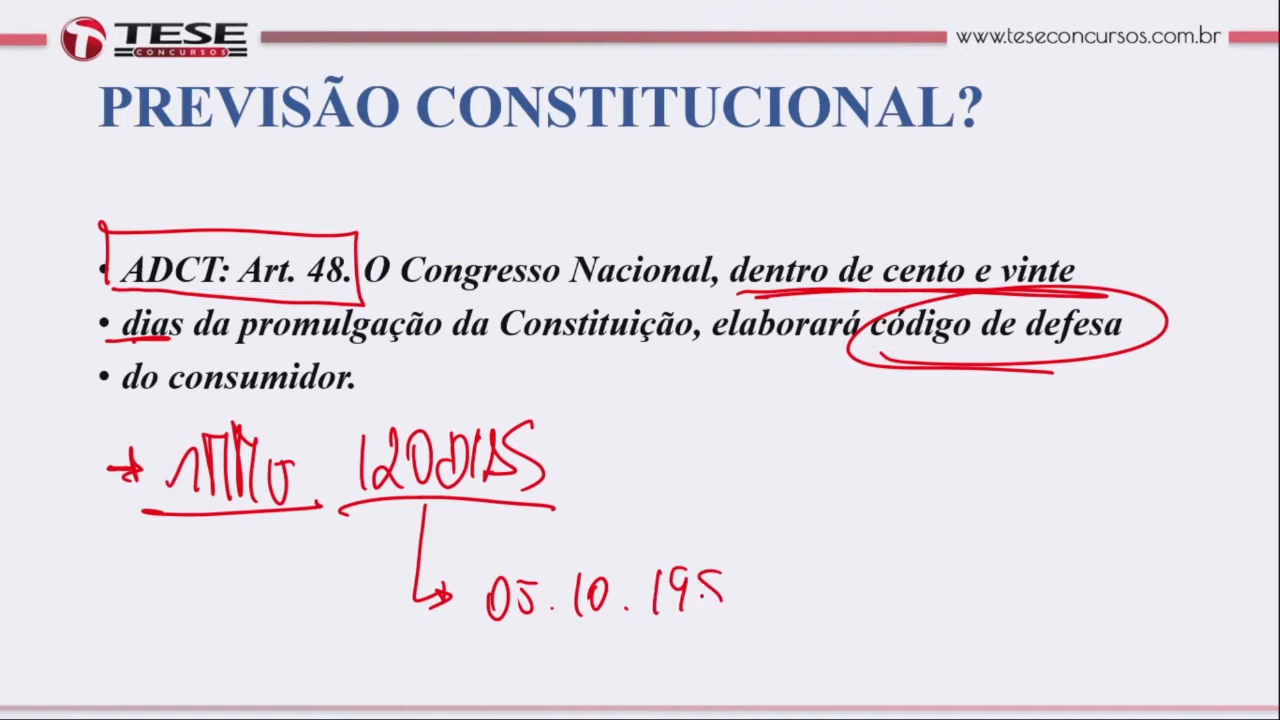 TESE
CONCURSOS
www.teseconcursos.com.br
PREVISÃO CONSTITUCIONAL?
• ADCT: Art. 48. O Congresso Nacional, dentro de cento e vinte
• dias da promulgação da Constituição, elaborará código de defesa
• do consumidor.
120 DIAS
05.10.198